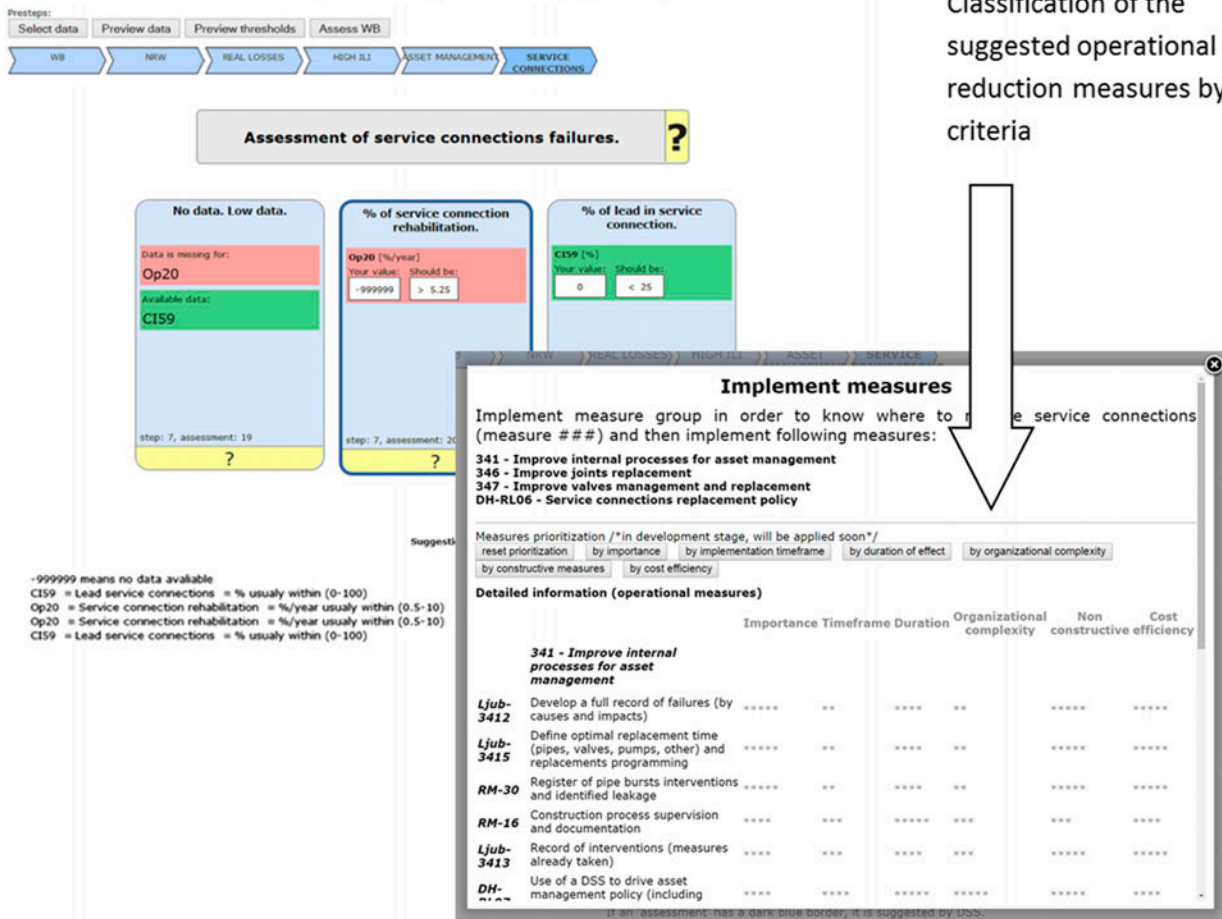 Presteps:
Select data Preview data Preview thresholds Assess WB
WB NRW REAL LOSSES HIGH ILI ASSET MANAGEMENT SERVICE
CONNECTIONS
Classification of the
suggested operational
reduction measures by
criteria
Assessment of service connections failures. ?
No data. Low data.
Data is missing for:
Op20
Available data:
CI59
step: 7, assessment: 19
?
% of service connection
rehabilitation.
Op20 [%/year]
Your value: Should be:
-999999 > 5.25
step: 7, assessment: 20
?
% of lead in service
connection.
CI59 [%]
Your value: Should be:
0 < 25
NRW REAL LOSSES HIGH ILI ASSET SERVICE
Suggesti
-999999 means no data avaliable
CI59 = Lead service connections = % usualy within (0-100)
Op20 = Service connection rehabilitation = %/year usualy within (0.5-10)
Op20 = Service connection rehabilitation = %/year usualy within (0.5-10)
CI59 = Lead service connections = % usualy within (0-100)
Implement measures
Implement measure group in order to know where to service connections
(measure ###) and then implement following measures:
341 - Improve internal processes for asset management
346 - Improve joints replacement
347 - Improve valves management and replacement
DH-RL06 - Service connections replacement policy
Measures prioritization /*in development stage, will be applied soon*/
reset prioritization by importance by implementation timeframe by duration of effect by organizational complexity
by constructive measures by cost efficiency
Detailed information (operational measures)
Importance Timeframe Duration Organizational complexity Non constructive Cost efficiency
341 - Improve internal
processes for asset
management
Ljub-3412 Develop a full record of failures (by causes and impacts) ***** ** **** ** ***** *****
Ljub-3415 Define optimal replacement time (pipes, valves, pumps, other) and replacements programming ***** ** **** ** ***** *****
RM-30 Register of pipe bursts interventions and identified leakage ***** ** **** ** ***** *****
RM-16 Construction process supervision and documentation **** *** ***** *** *** ****
Ljub-3413 Record of interventions (measures already taken) **** *** **** *** ***** *****
DH- Use of a DSS to drive asset management policy (including **** **** **** ***** ***** ****
If an 'assessment' has a dark blue border, it is suggested by DSS.